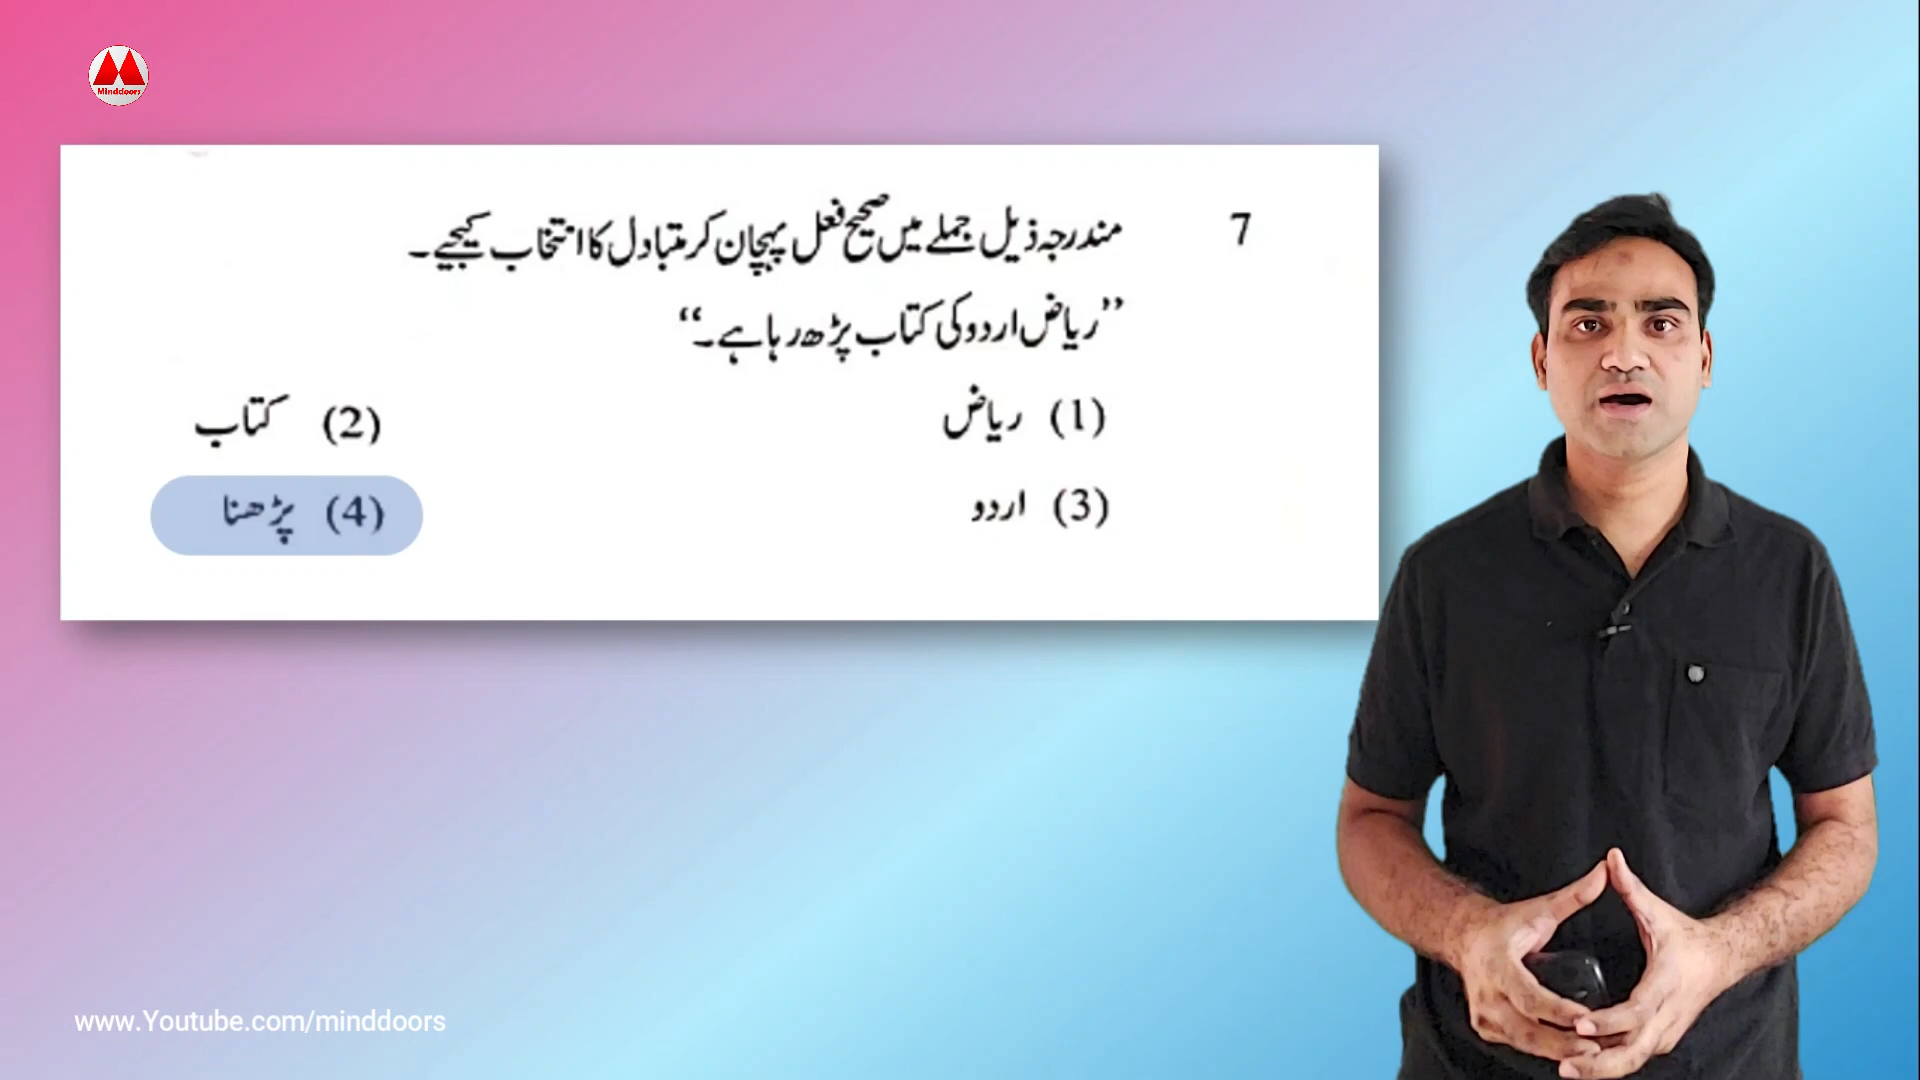 Minddoors
7 مندرجہ ذیل جملے میں صحیح فعل پہچان کر متبادل کا انتخاب کیجیے۔
’’ریاض اردو کی کتاب پڑھ رہا ہے۔‘‘
(1) ریاض (2) کتاب
(3) اردو (4) پڑھنا
www.Youtube.com/minddoors